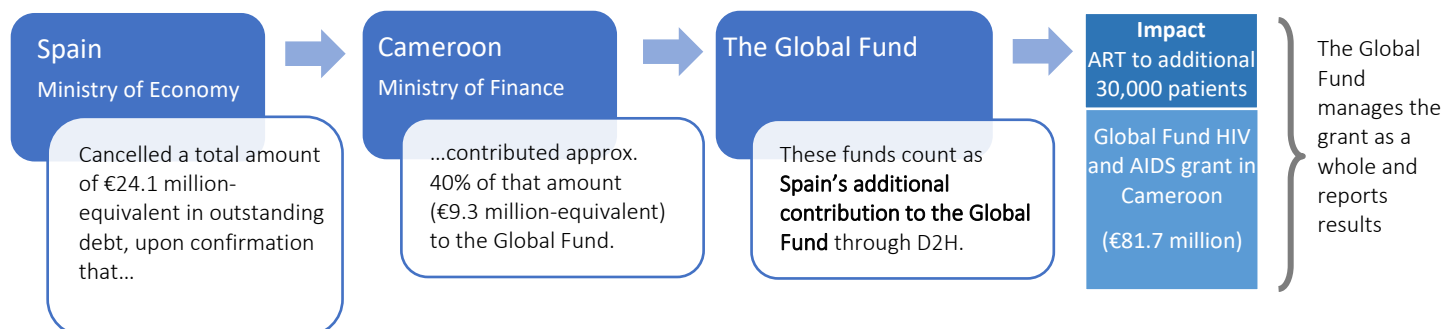 Spain
Ministry of Economy
Cancelled a total amount
of €24.1 million-
equivalent in outstanding
debt, upon confirmation
that…
Cameroon
Ministry of Finance
…contributed approx.
40% of that amount
(€9.3 million-equivalent)
to the Global Fund.
The Global Fund
These funds count as
Spain’s additional
contribution to the Global
Fund through D2H.
Impact
ART to additional
30,000 patients
Global Fund HIV
and AIDS grant in
Cameroon
(€81.7 million)
The Global
Fund
manages the
grant as a
whole and
reports
results